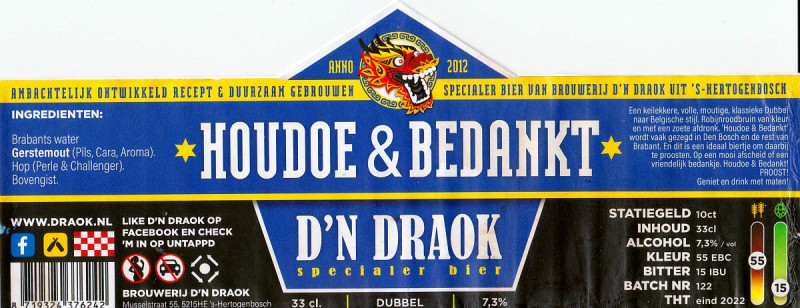 ANNO 2012
AMBACHTELIJK ONTWIKKELD RECEPT & DUURZAAM GEBROUWEN
SPECIALER BIER VAN BROUWERIJ D'N DRAOK UIT 'S-HERTOGENBOSCH
INGREDIENTEN:
Brabants water
Gerstemout (Pils, Cara, Aroma).
Hop (Perle & Challenger).
Bovengist.
HOUDOE & BEDANKT
Een keilekkere, volle, moutige, klassieke Dubbel
naar Belgische stijl. Robijnroodbruin van kleur
en met een zoete afdronk. 'Houdoe & Bedankt'
wordt vaak gezegd in Den Bosch en de rest van
Brabant. En dit is een ideaal biertje om daarbij
te proosten. Op een mooi afscheid of een
vriendelijk bedankje. Houdoe & Bedankt!
PROOST!
Geniet en drink met maten!
WWW.DRAOK.NL
8 719324 376242
LIKE D'N DRAOK OP
FACEBOOK EN CHECK
'M IN OP UNTAPPD
BROUWERIJ D'N DRAOK
Musselstraat 55, 5215HE 's-Hertogenbosch
D'N DRAOK
specialer bier
33 cl. DUBBEL 7,3%
STATIEGELD 10ct
INHOUD 33cl
ALCOHOL 7,3% / vol
KLEUR 55 EBC
BITTER 15 IBU
BATCH NR 122
THT eind 2022
55
15